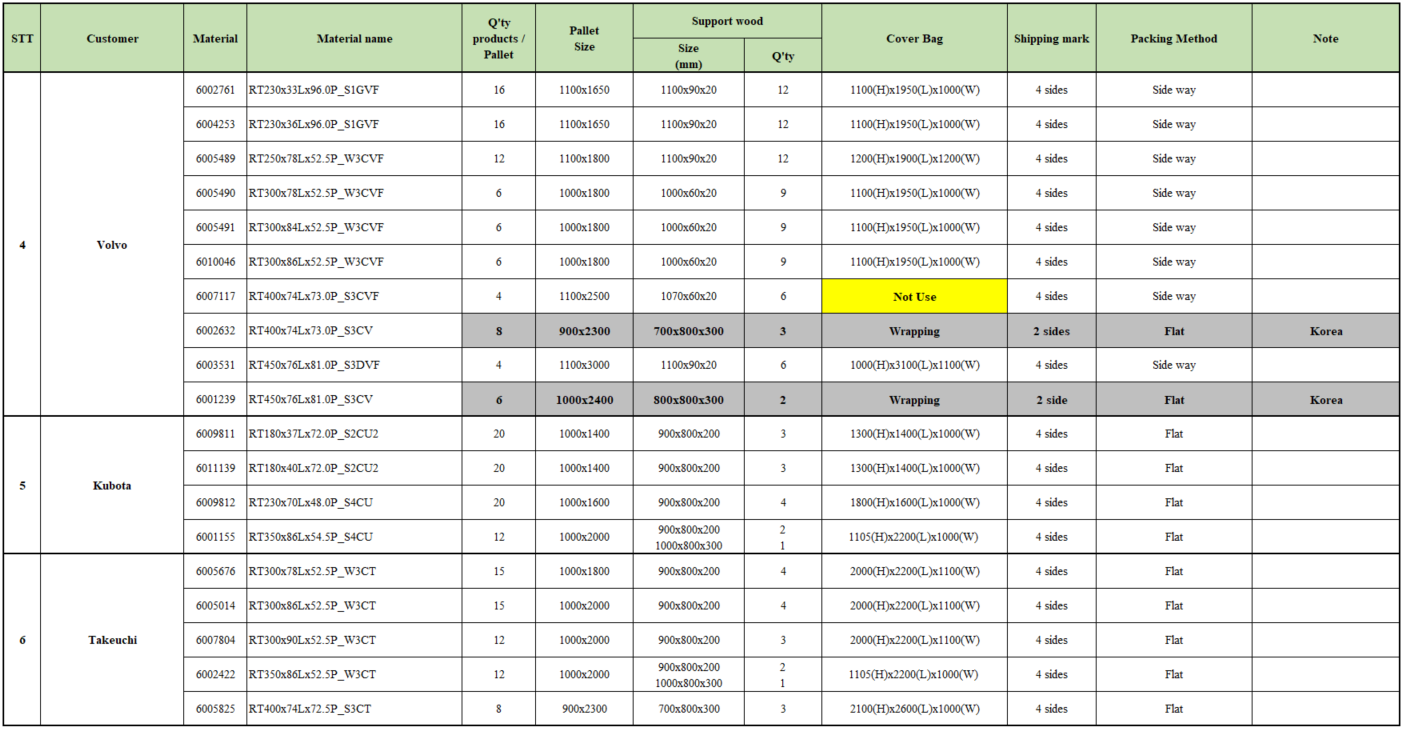 STT Customer Material Material name Q'ty products / Pallet Pallet Size Support wood Size (mm) Q'ty Cover Bag Shipping mark Packing Method Note
4 Volvo
6002761 RT230x33Lx96.0P_S1GVF 16 1100x1650 1100x90x20 12 1100(H)x1950(L)x1000(W) 4 sides Side way
6004253 RT230x36Lx96.0P_S1GVF 16 1100x1650 1100x90x20 12 1100(H)x1950(L)x1000(W) 4 sides Side way
6005489 RT250x78Lx52.5P_W3CVF 12 1100x1800 1100x90x20 12 1200(H)x1900(L)x1200(W) 4 sides Side way
6005490 RT300x78Lx52.5P_W3CVF 6 1000x1800 1000x60x20 9 1100(H)x1950(L)x1000(W) 4 sides Side way
6005491 RT300x84Lx52.5P_W3CVF 6 1000x1800 1000x60x20 9 1100(H)x1950(L)x1000(W) 4 sides Side way
6010046 RT300x86Lx52.5P_W3CVF 6 1000x1800 1000x60x20 9 1100(H)x1950(L)x1000(W) 4 sides Side way
6007117 RT400x74Lx73.0P_S3CVF 4 1100x2500 1070x60x20 6 Not Use 4 sides Side way
6002632 RT400x74Lx73.0P_S3CV 8 900x2300 700x800x300 3 Wrapping 2 sides Flat Korea
6003531 RT450x76Lx81.0P_S3DVF 4 1100x3000 1100x90x20 6 1000(H)x3100(L)x1100(W) 4 sides Side way
6001239 RT450x76Lx81.0P_S3CV 6 1000x2400 800x800x300 2 Wrapping 2 side Flat Korea
5 Kubota
6009811 RT180x37Lx72.0P_S2CU2 20 1000x1400 900x800x200 3 1300(H)x1400(L)x1000(W) 4 sides Flat
6011139 RT180x40Lx72.0P_S2CU2 20 1000x1400 900x800x200 3 1300(H)x1400(L)x1000(W) 4 sides Flat
6009812 RT230x70Lx48.0P_S4CU 20 1000x1600 900x800x200 4 1800(H)x1600(L)x1000(W) 4 sides Flat
6001155 RT350x86Lx54.5P_S4CU 12 1000x2000 900x800x200 2 1105(H)x2200(L)x1000(W) 4 sides Flat
1000x800x300 1
6 Takeuchi
6005676 RT300x78Lx52.5P_W3CT 15 1000x1800 900x800x200 4 2000(H)x2200(L)x1100(W) 4 sides Flat
6005014 RT300x86Lx52.5P_W3CT 15 1000x2000 900x800x200 4 2000(H)x2200(L)x1100(W) 4 sides Flat
6007804 RT300x90Lx52.5P_W3CT 12 1000x2000 900x800x200 3 2000(H)x2200(L)x1100(W) 4 sides Flat
6002422 RT350x86Lx52.5P_W3CT 12 1000x2000 900x800x200 2 1105(H)x2200(L)x1000(W) 4 sides Flat
1000x800x300 1
6005825 RT400x74Lx72.5P_S3CT 8 900x2300 700x800x300 3 2100(H)x2600(L)x1000(W) 4 sides Flat